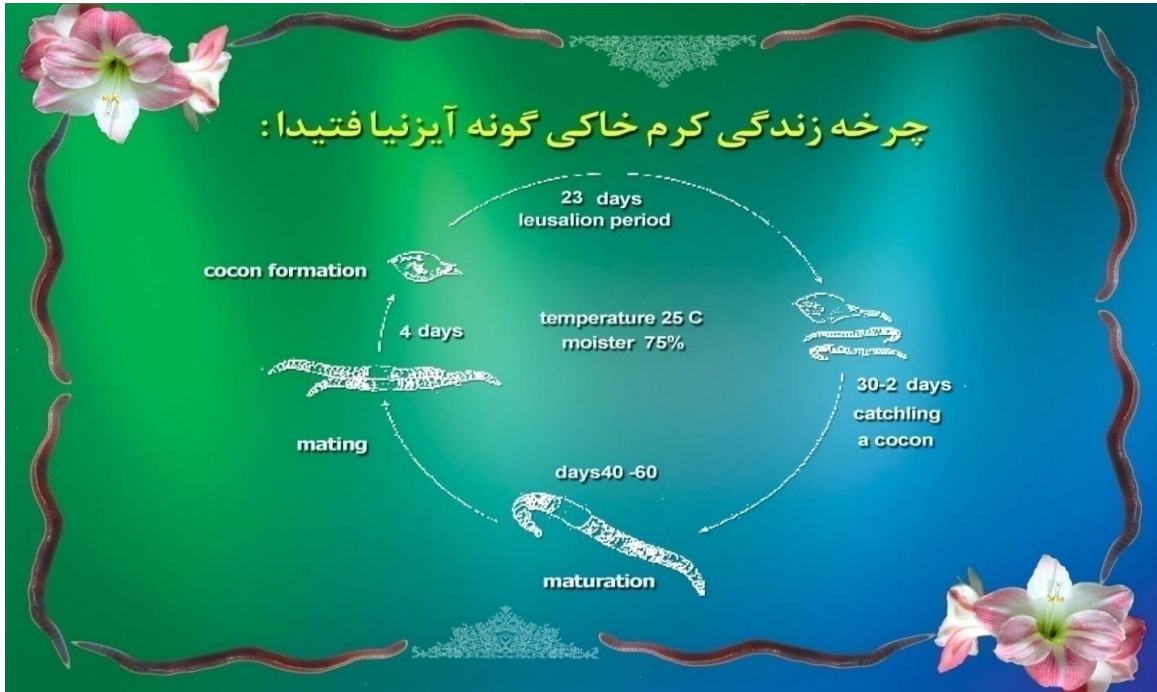 چرخه زندگی کرم خاکی گونه آیزنیا فتیدا :
23 days
leusalion period
cocon formation
4 days
temperature 25 C
moister 75%
30-2 days
catchling
a cocon
mating
days40 -60
maturation